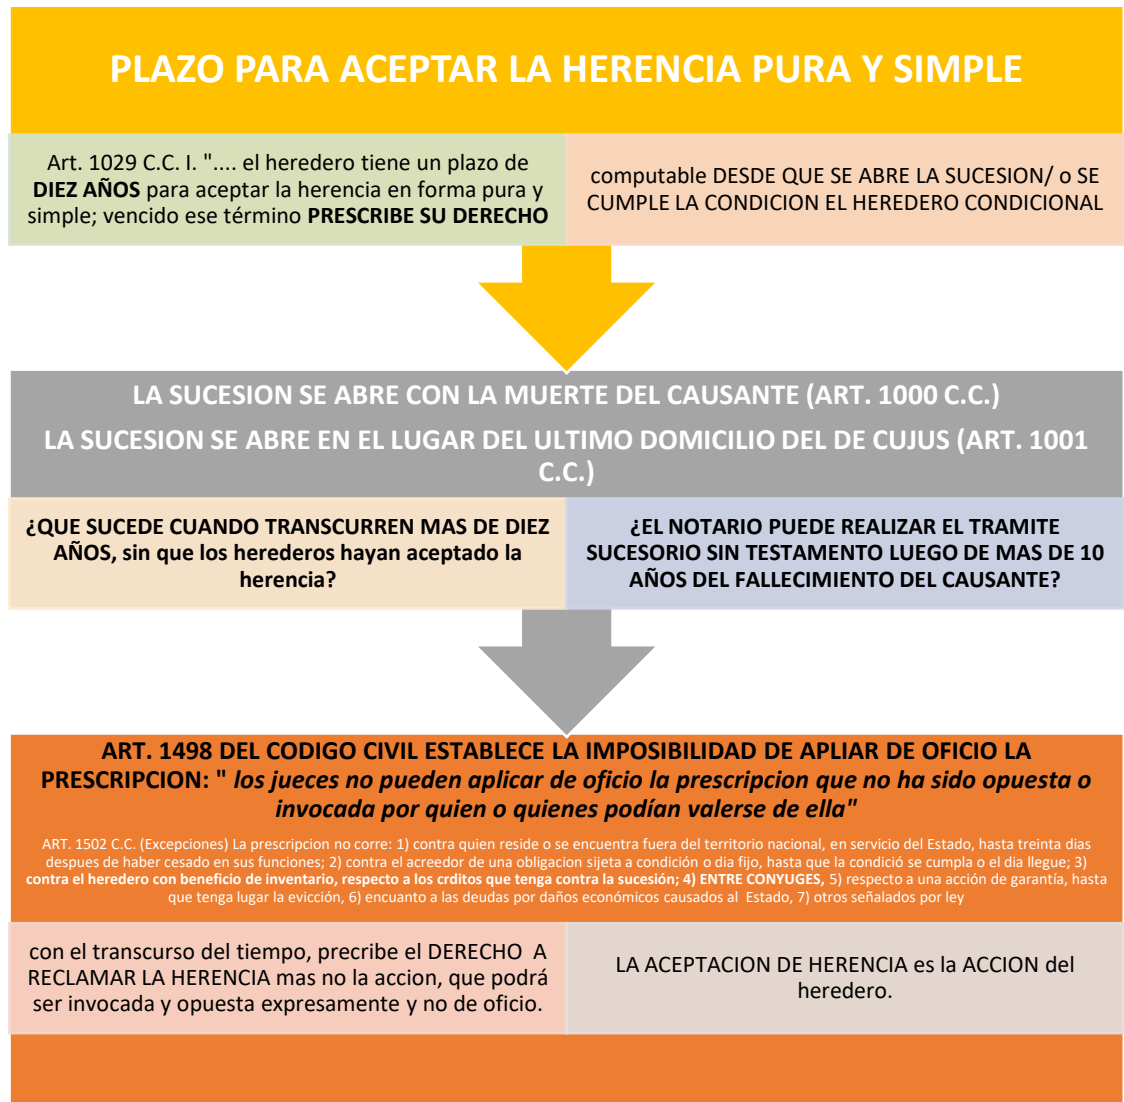 PLAZO PARA ACEPTAR LA HERENCIA PURA Y SIMPLE
Art. 1029 C.C. I. ".... el heredero tiene un plazo de
DIEZ AÑOS para aceptar la herencia en forma pura y
simple; vencido ese término PRESCRIBE SU DERECHO
computable DESDE QUE SE ABRE LA SUCESION/ o SE
CUMPLE LA CONDICION EL HEREDERO CONDICIONAL
LA SUCESION SE ABRE CON LA MUERTE DEL CAUSANTE (ART. 1000 C.C.)
LA SUCESION SE ABRE EN EL LUGAR DEL ULTIMO DOMICILIO DEL DE CUJUS (ART. 1001
C.C.)
¿QUE SUCEDE CUANDO TRANSCURREN MAS DE DIEZ
AÑOS, sin que los herederos hayan aceptado la
herencia?
¿EL NOTARIO PUEDE REALIZAR EL TRAMITE
SUCESORIO SIN TESTAMENTO LUEGO DE MAS DE 10
AÑOS DEL FALLECIMIENTO DEL CAUSANTE?
ART. 1498 DEL CODIGO CIVIL ESTABLECE LA IMPOSIBILIDAD DE APLIAR DE OFICIO LA
PRESCRIPCION: " los jueces no pueden aplicar de oficio la prescripcion que no ha sido opuesta o
invocada por quien o quienes podían valerse de ella"
ART. 1502 C.C. (Excepciones) La prescripcion no corre: 1) contra quien reside o se encuentra fuera del territorio nacional, en servicio del Estado, hasta treinta dias
despues de haber cesado en sus funciones; 2) contra el acreedor de una obligacion sijeta a condición o dia fijo, hasta que la condició se cumpla o el dia llegue; 3)
contra el heredero con beneficio de inventario, respecto a los crditos que tenga contra la sucesión; 4) ENTRE CONYUGES, 5) respecto a una acción de garantía, hasta
que tenga lugar la evicción, 6) encuanto a las deudas por daños económicos causados al Estado, 7) otros señalados por ley
con el transcurso del tiempo, precribe el DERECHO A
RECLAMAR LA HERENCIA mas no la accion, que podrá
ser invocada y opuesta expresamente y no de oficio.
LA ACEPTACION DE HERENCIA es la ACCION del
heredero.